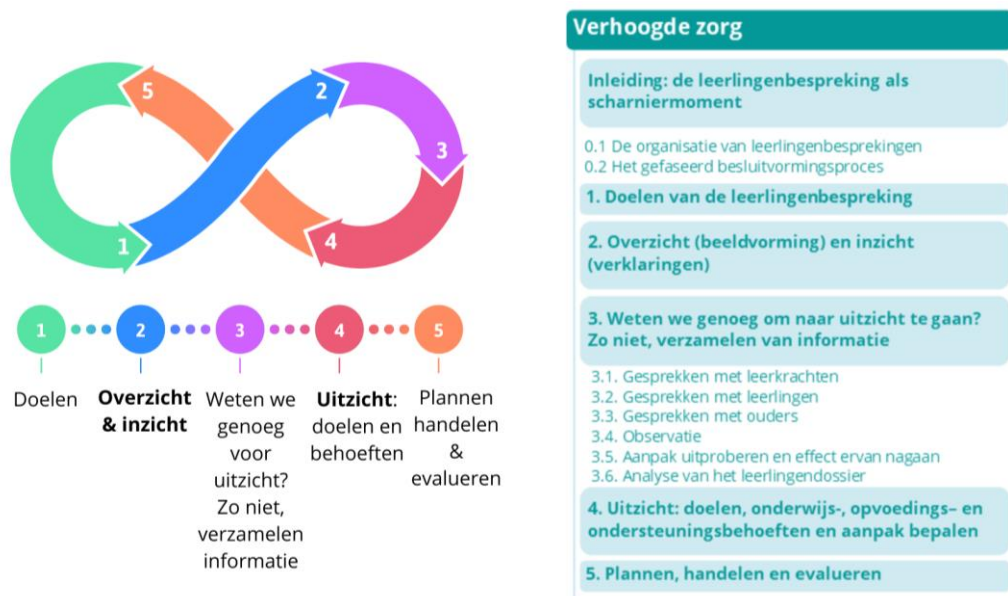 5
2
3
1
4
1
2
3
4
5
Doelen
Overzicht
& inzicht
Weten we
genoeg
voor
uitzicht?
Zo niet,
verzamelen
informatie
Uitzicht:
doelen en
behoeften
Plannen
handelen
&
evalueren
Verhoogde zorg
Inleiding: de leerlingenbespreking als
scharniermoment
0.1 De organisatie van leerlingenbesprekingen
0.2 Het gefaseerd besluitvormingsproces
1. Doelen van de leerlingenbespreking
2. Overzicht (beeldvorming) en inzicht
(verklaringen)
3. Weten we genoeg om naar uitzicht te gaan?
Zo niet, verzamelen van informatie
3.1. Gesprekken met leerkrachten
3.2. Gesprekken met leerlingen
3.3. Gesprekken met ouders
3.4. Observatie
3.5. Aanpak uitproberen en effect ervan nagaan
3.6. Analyse van het leerlingendossier
4. Uitzicht: doelen, onderwijs-, opvoedings– en
ondersteuningsbehoeften en aanpak bepalen
5. Plannen, handelen en evalueren